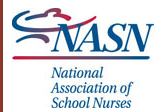 NASN
National
Association of
School Nurses